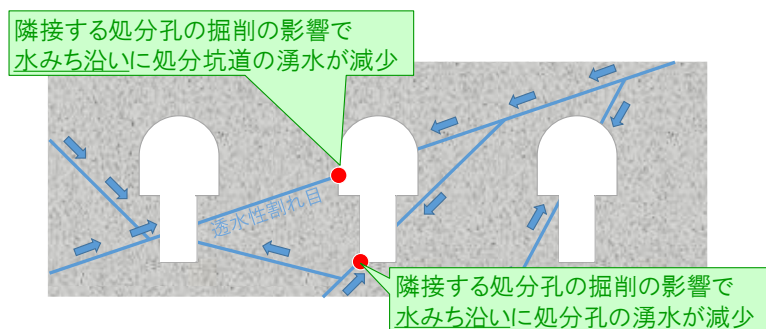 隣接する処分孔の掘削の影響で
水みち沿いに処分坑道の湧水が減少
透水性割れ目
隣接する処分孔の掘削の影響で
水みち沿いに処分孔の湧水が減少